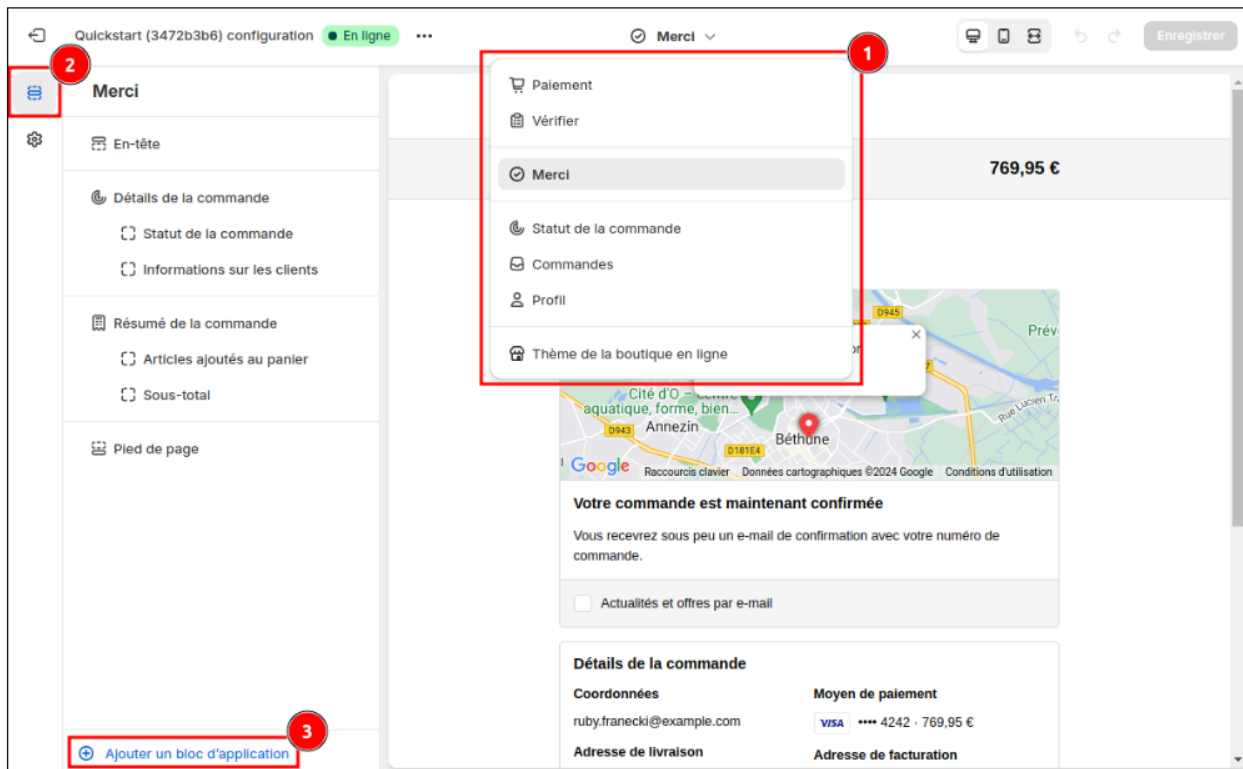 Quickstart (3472b3b6) configuration
En ligne
Merci
Enregistrer
1
2
Merci
En-tête
Détails de la commande
Statut de la commande
Informations sur les clients
Résumé de la commande
Articles ajoutés au panier
Sous-total
Pied de page
3
Ajouter un bloc d'application
Paiement
Vérifier
Merci
Statut de la commande
Commandes
Profil
Thème de la boutique en ligne
769,95 €
D945
Prév
Cité d'O –
aquatique, forme, bien...
D943
Annezin
Béthune
D181E4
Rue Lucien
Google
Raccourcis clavier
Données cartographiques ©2024 Google
Conditions d'utilisation
Votre commande est maintenant confirmée
Vous recevrez sous peu un e-mail de confirmation avec votre numéro de
commande.
Actualités et offres par e-mail
Détails de la commande
Coordonnées
ruby.franecki@example.com
Moyen de paiement
VISA •••• 4242 · 769,95 €
Adresse de livraison
Adresse de facturation